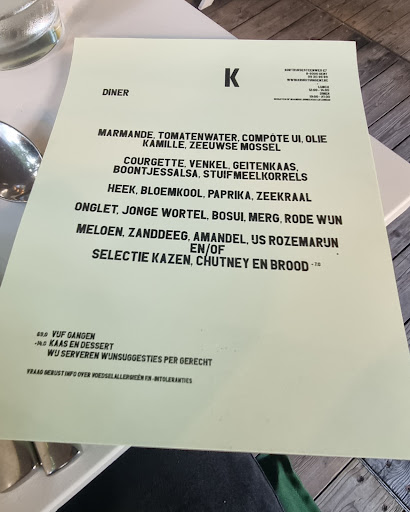 K
DINER
LUNCH
DINER
MARMANDE, TOMATENWATER, COMPOTE UI, OLIE
KAMILLE, ZEEUWSE MOSSEL
COURGETTE, VENKEL, GEITENKAAS,
BOONTJESSALSA, STUIFMEELKORRELS
HEEK, BLOEMKOOL, PAPRIKA, ZEEKRAAL
ONGLET, JONGE WORTEL, BOSUI, MERG, RODE WIJN
MELOEN, ZANDDEEG, AMANDEL, IJS ROZEMARIJN
EN/OF
SELECTIE KAZEN, CHUTNEY EN BROOD
VIJF GANGEN
KAAS EN DESSERT
WIJ SERVEREN WIJNSUGGESTIES PER GERECHT
VRAAG GERUST INFO OVER VOEDSELALLERGIEËN EN -INTOLERANTIES